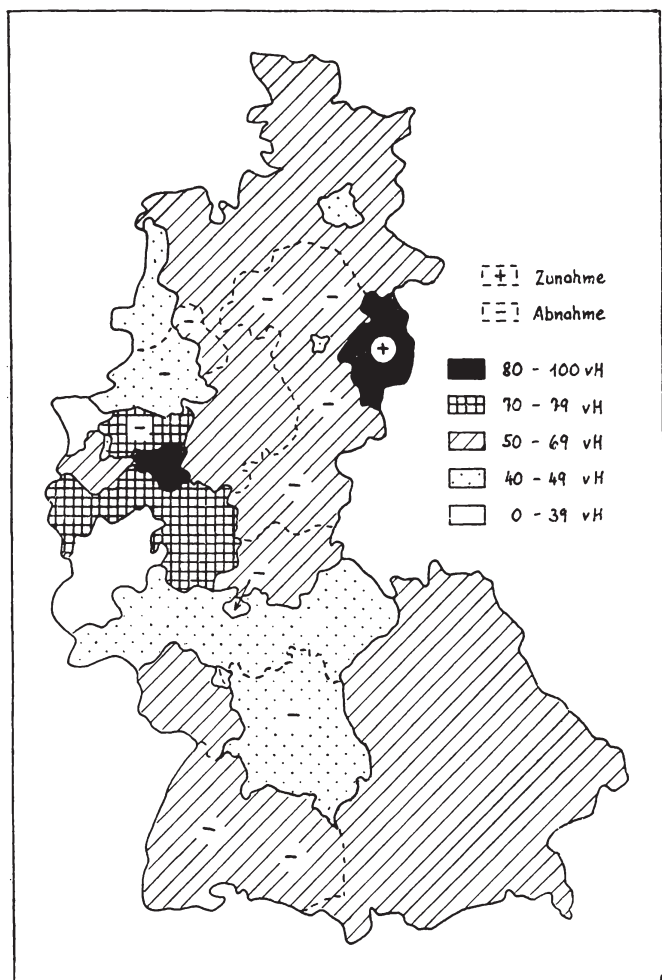 + Zunahme
- Abnahme
80 - 100 vH
70 - 79 vH
50 - 69 vH
40 - 49 vH
0 - 39 vH